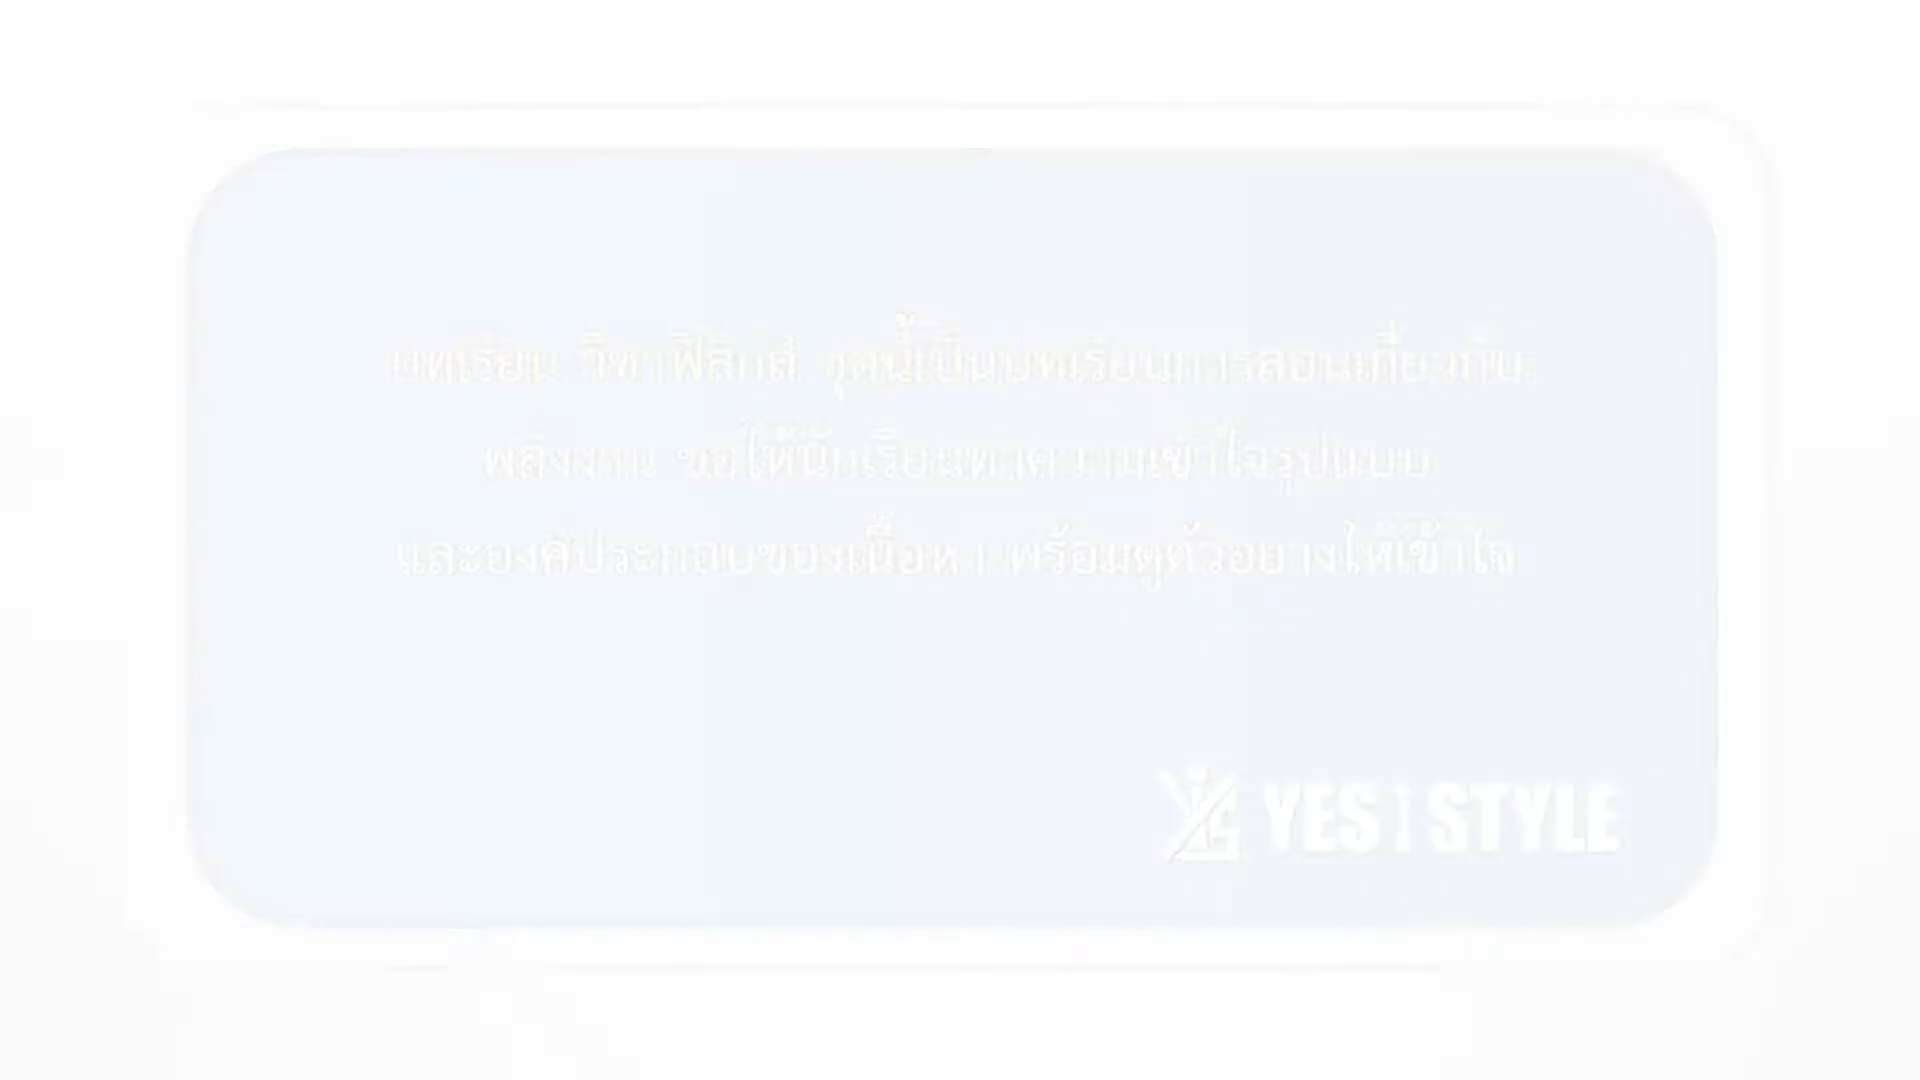 บทเรียน วิชาฟิสิกส์ ชุดนี้เป็นบทเรียนการสอนเกี่ยวกับ
พลังงาน ขอให้นักเรียนทำความเข้าใจรูปแบบ
และองค์ประกอบของเนื้อหา พร้อมดูตัวอย่างให้เข้าใจ
YES i STYLE